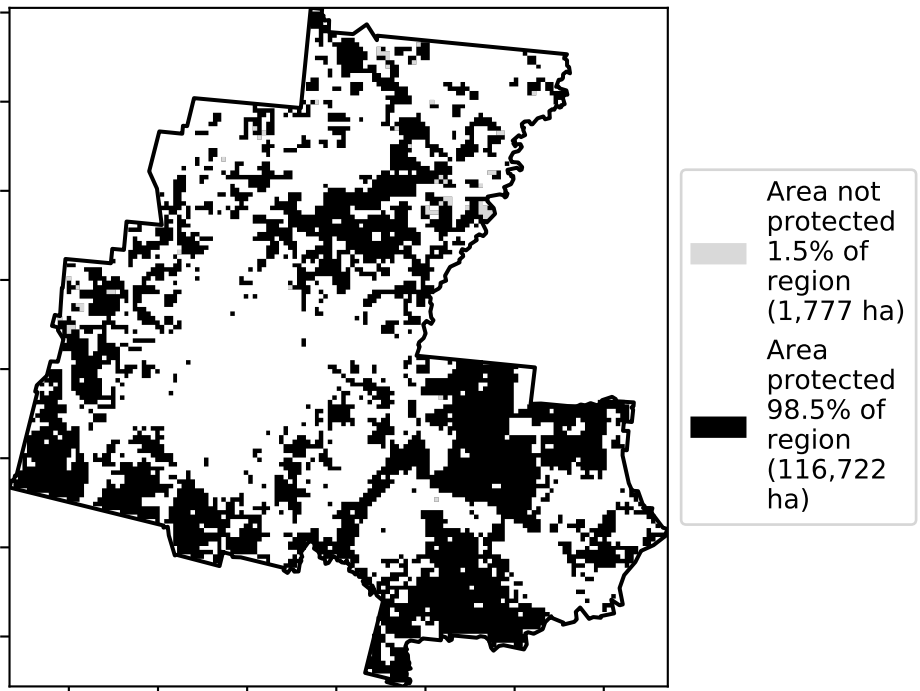 Area not
protected
1.5% of
region
(1,777 ha)
Area
protected
98.5% of
region
(116,722
ha)